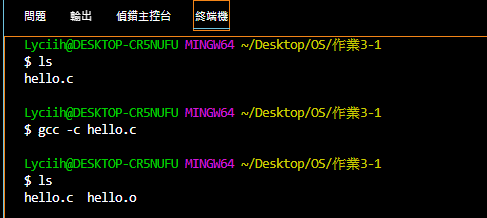 問題 輸出 偵錯主控台 終端機
Lyciih@DESKTOP-CR5NUFU MINGW64 ~/Desktop/OS/作業3-1
$ ls
hello.c
Lyciih@DESKTOP-CR5NUFU MINGW64 ~/Desktop/OS/作業3-1
$ gcc -c hello.c
Lyciih@DESKTOP-CR5NUFU MINGW64 ~/Desktop/OS/作業3-1
$ ls
hello.c  hello.o